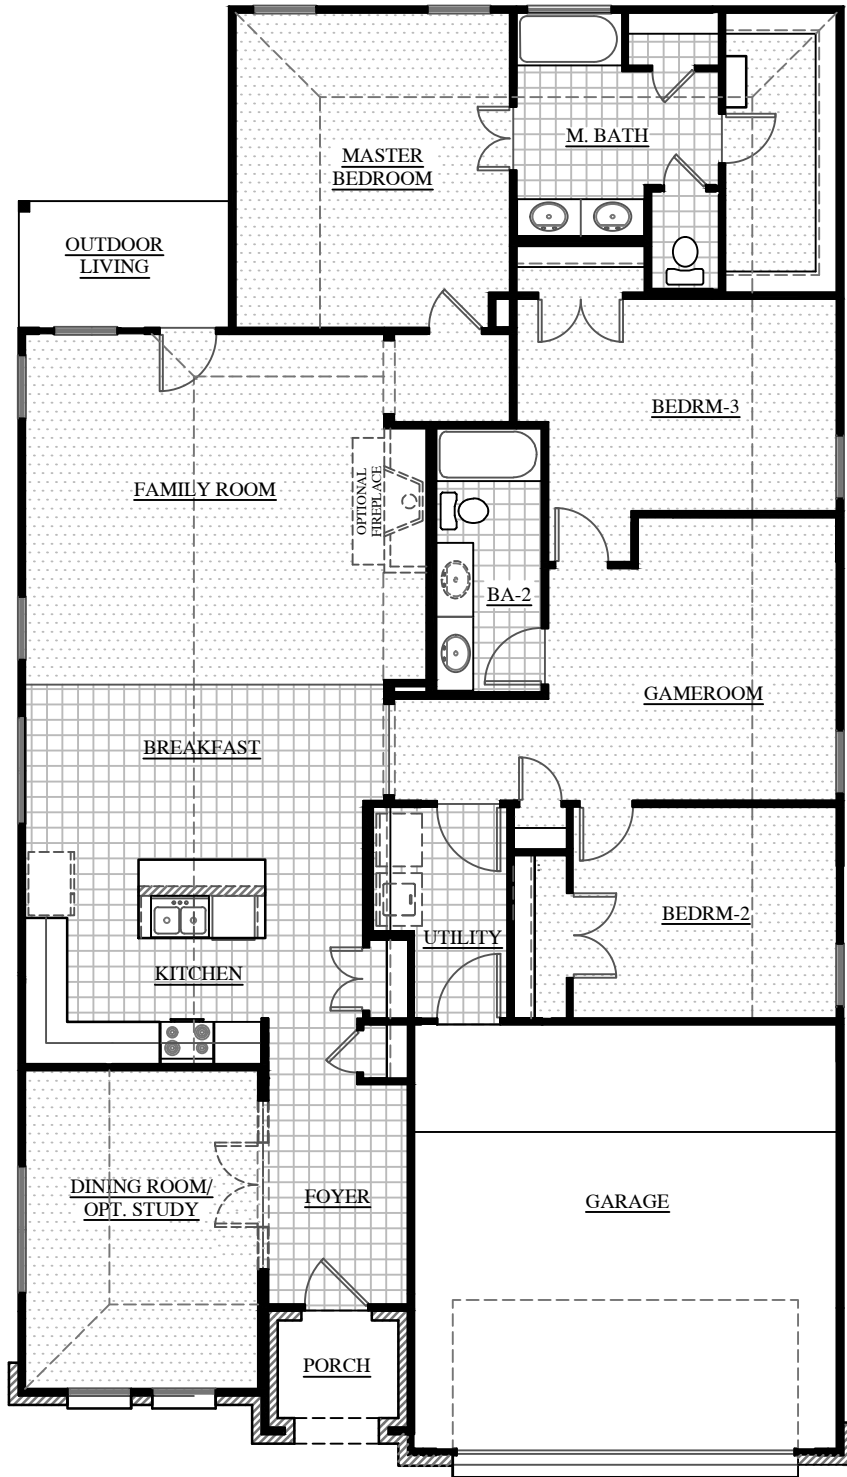 MASTER
BEDROOM
M. BATH
OUTDOOR
LIVING
BEDRM-3
FAMILY ROOM
OPTIONAL
FIREPLACE
BA-2
GAMEROOM
BREAKFAST
BEDRM-2
UTILITY
KITCHEN
DINING ROOM/
OPT. STUDY
FOYER
GARAGE
PORCH